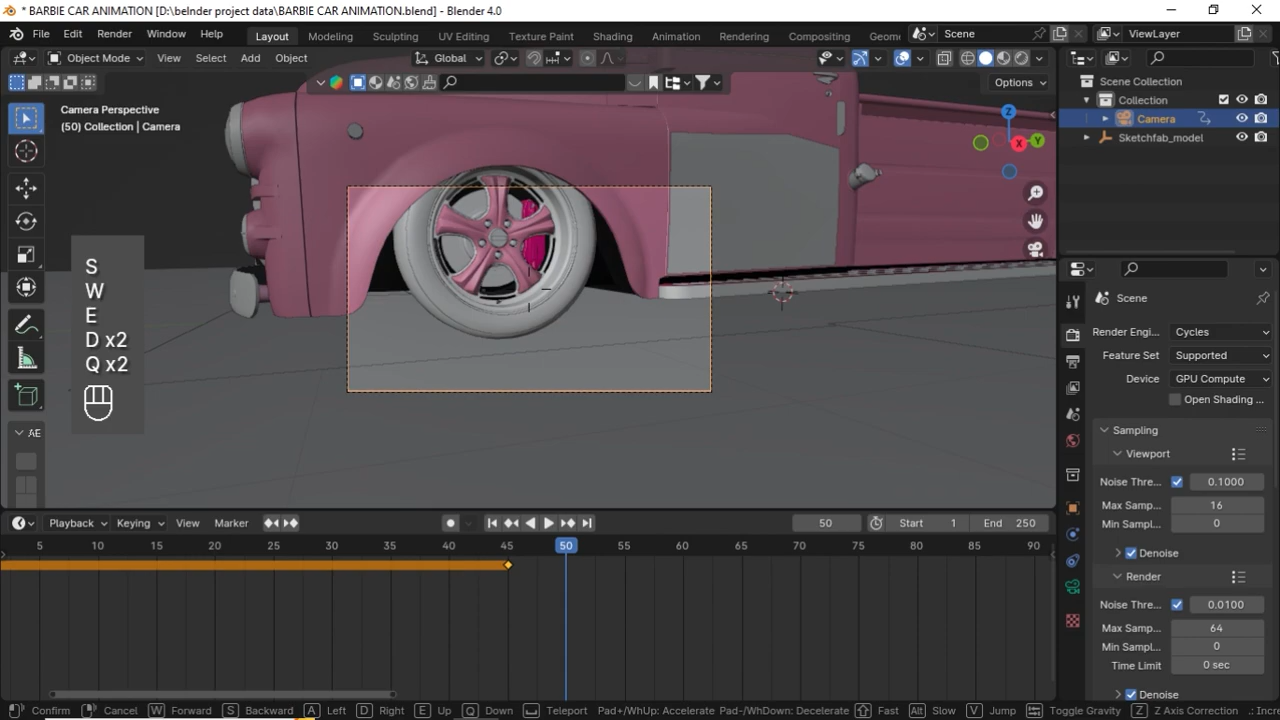 * BARBIE CAR ANIMATION [D:\belnder project data\BARBIE CAR ANIMATION.blend] - Blender 4.0
File Edit Render Window Help Layout Modeling Sculpting UV Editing Texture Paint Shading Animation Rendering Compositing Geom Scene ViewLayer
Object Mode View Select Add Object Global
Options
Camera Perspective
(50) Collection | Camera
Z
Y
X
Scene Collection
Collection
Camera
Sketchfab_model
S
W
E
D x2
Q x2
AE
Scene
Render Engi... Cycles
Feature Set Supported
Device GPU Compute
Open Shading ...
Sampling
Viewport
Noise Thre... 0.1000
Max Samp... 16
Min Sampl... 0
Denoise
Render
Noise Thre... 0.0100
Max Samp... 64
Min Sampl... 0
Time Limit 0 sec
Denoise
Playback Keying View Marker 50 Start 1 End 250
5 10 15 20 25 30 35 40 45 50 55 60 65 70 75 80 85 90
Confirm Cancel W Forward S Backward A Left D Right E Up Q Down Teleport Pad+/WhUp: Accelerate Pad-/WhDown: Decelerate Fast Alt Slow V Jump Toggle Gravity Z Z Axis Correction .: Incre